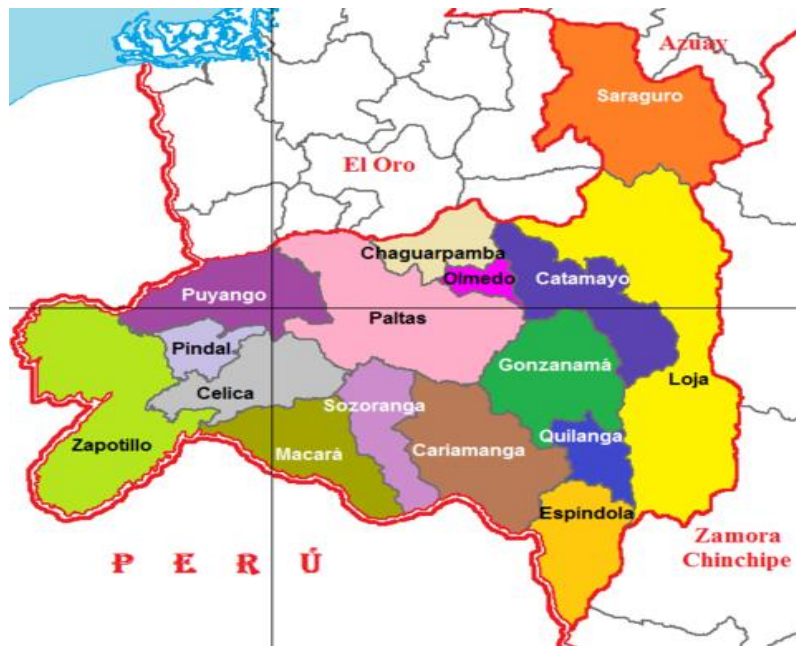 Azuay
Saraguro
El Oro
Chaguarpamba
Olmedo
Catamayo
Puyango
Paltas
Pindal
Gonzanamá
Loja
Celica
Sozoranga
Quilanga
Zapotillo
Macará
Cariamanga
Espindola
Zamora
Chinchipe
P E R Ú